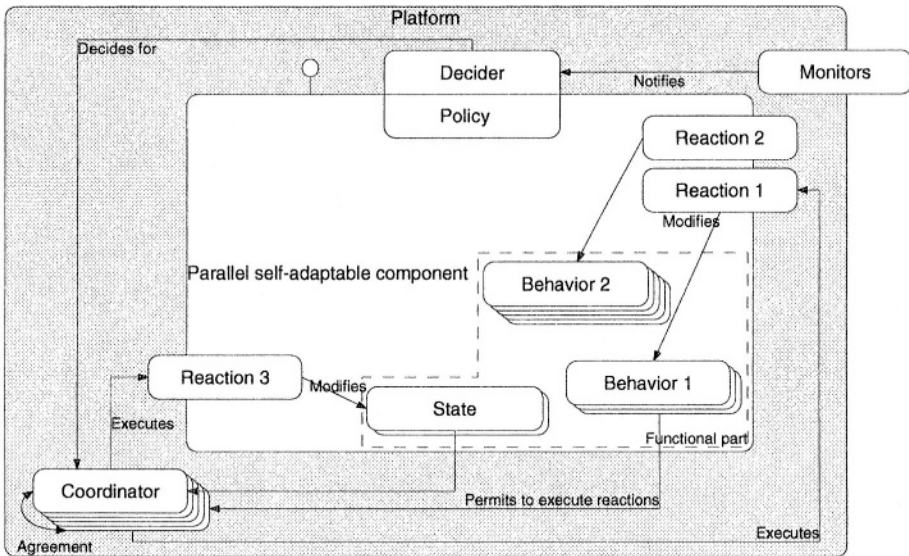 Platform
Decides for
Decider
Notifies
Monitors
Policy
Reaction 2
Reaction 1
Modifies
Parallel self-adaptable component
Behavior 2
Reaction 3
Modifies
Behavior 1
State
Executes
Functional part
Coordinator
Permits to execute reactions
Agreement
Executes